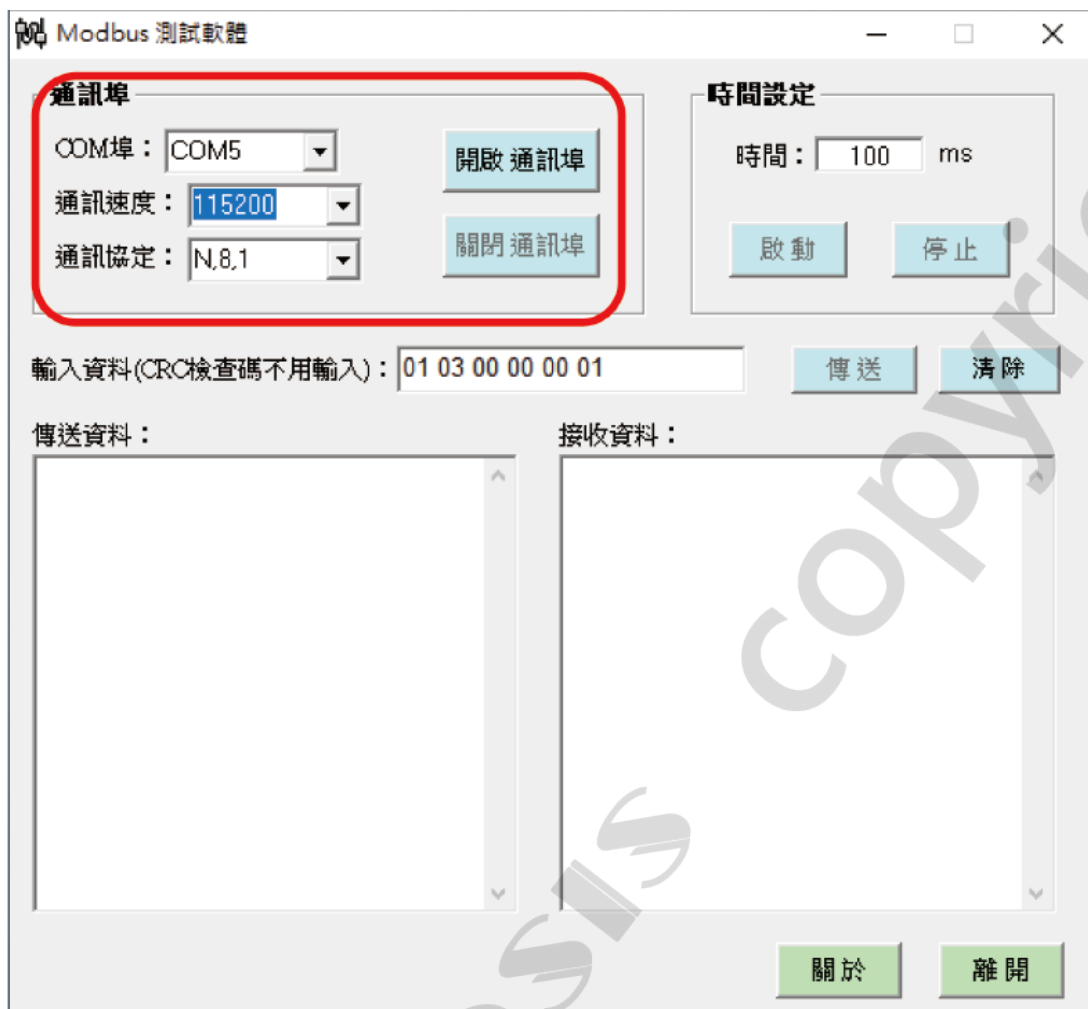 Modbus 測試軟體
通訊埠
COM埠：COM5
開啟 通訊埠
通訊速度：115200
關閉 通訊埠
通訊協定：N,8,1
時間設定
時間：100 ms
啟 動
停 止
輸入資料(CRC檢查碼不用輸入)：01 03 00 00 00 01
傳 送
清 除
傳送資料：
接收資料：
關 於
離 開